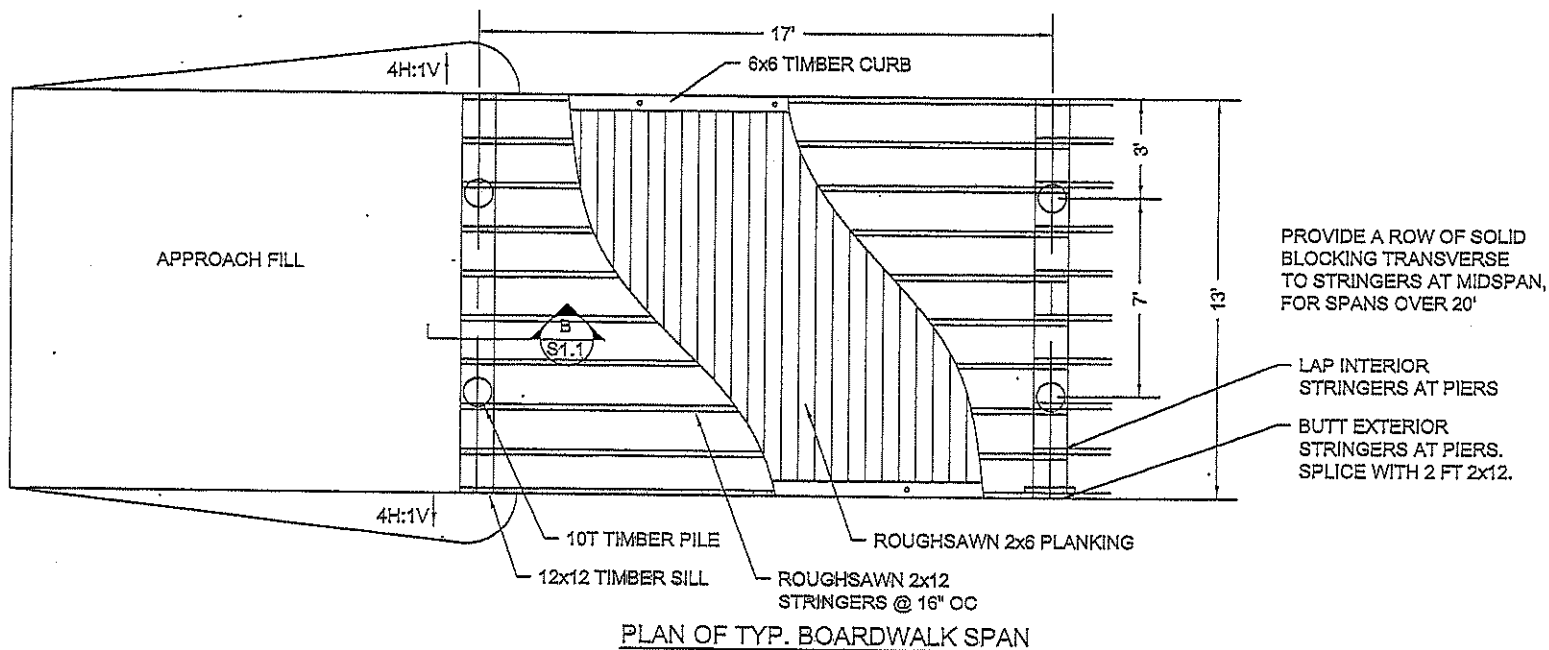 17'
4H:1V
6x6 TIMBER CURB
3'
APPROACH FILL
7'
13'
PROVIDE A ROW OF SOLID
BLOCKING TRANSVERSE
TO STRINGERS AT MIDSPAN,
FOR SPANS OVER 20'
B
S1.1
LAP INTERIOR
STRINGERS AT PIERS
BUTT EXTERIOR
STRINGERS AT PIERS.
SPLICE WITH 2 FT 2x12.
4H:1V
10T TIMBER PILE
ROUGHSAWN 2x6 PLANKING
12x12 TIMBER SILL
ROUGHSAWN 2x12
STRINGERS @ 16" OC
PLAN OF TYP. BOARDWALK SPAN